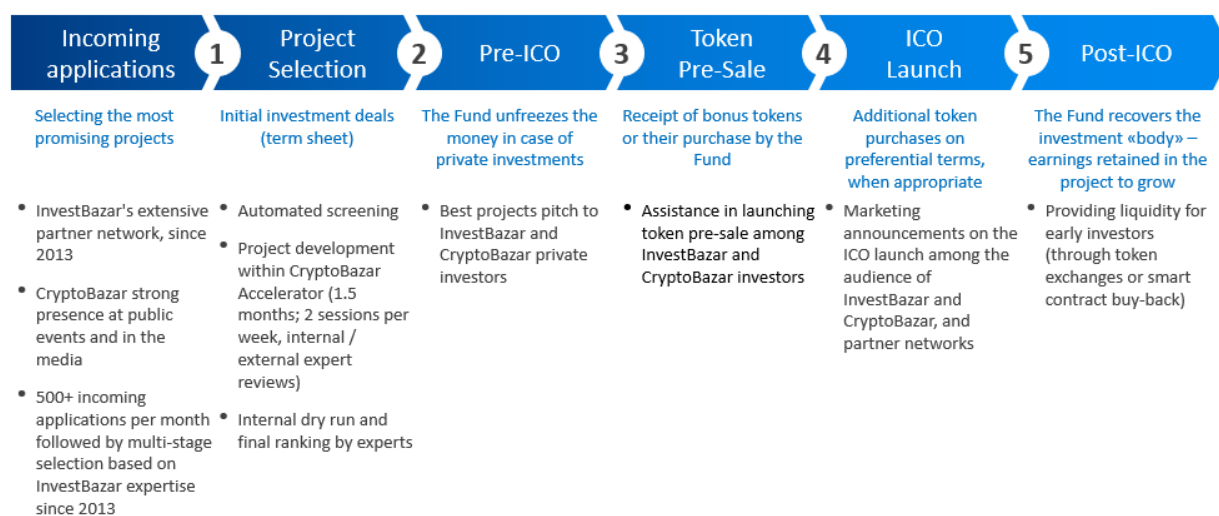 Incoming
applications
1
Project
Selection
2
Pre-ICO
3
Token
Pre-Sale
4
ICO
Launch
5
Post-ICO
Selecting the most
promising projects
• InvestBazar's extensive
partner network, since
2013
• CryptoBazar strong
presence at public
events and in the
media
• 500+ incoming
applications per month
followed by multi-stage
selection based on
InvestBazar expertise
since 2013
Initial investment deals
(term sheet)
• Automated screening
• Project development
within CryptoBazar
Accelerator (1.5
months; 2 sessions per
week, internal /
external expert
reviews)
• Internal dry run and
final ranking by experts
The Fund unfreezes the
money in case of
private investments
• Best projects pitch to
InvestBazar and
CryptoBazar private
investors
Receipt of bonus tokens
or their purchase by the
Fund
• Assistance in launching
token pre-sale among
InvestBazar and
CryptoBazar investors
Additional token
purchases on
preferential terms,
when appropriate
• Marketing
announcements on the
ICO launch among the
audience of
InvestBazar and
CryptoBazar, and
partner networks
The Fund recovers the
investment «body» –
earnings retained in the
project to grow
• Providing liquidity for
early investors
(through token
exchanges or smart
contract buy-back)